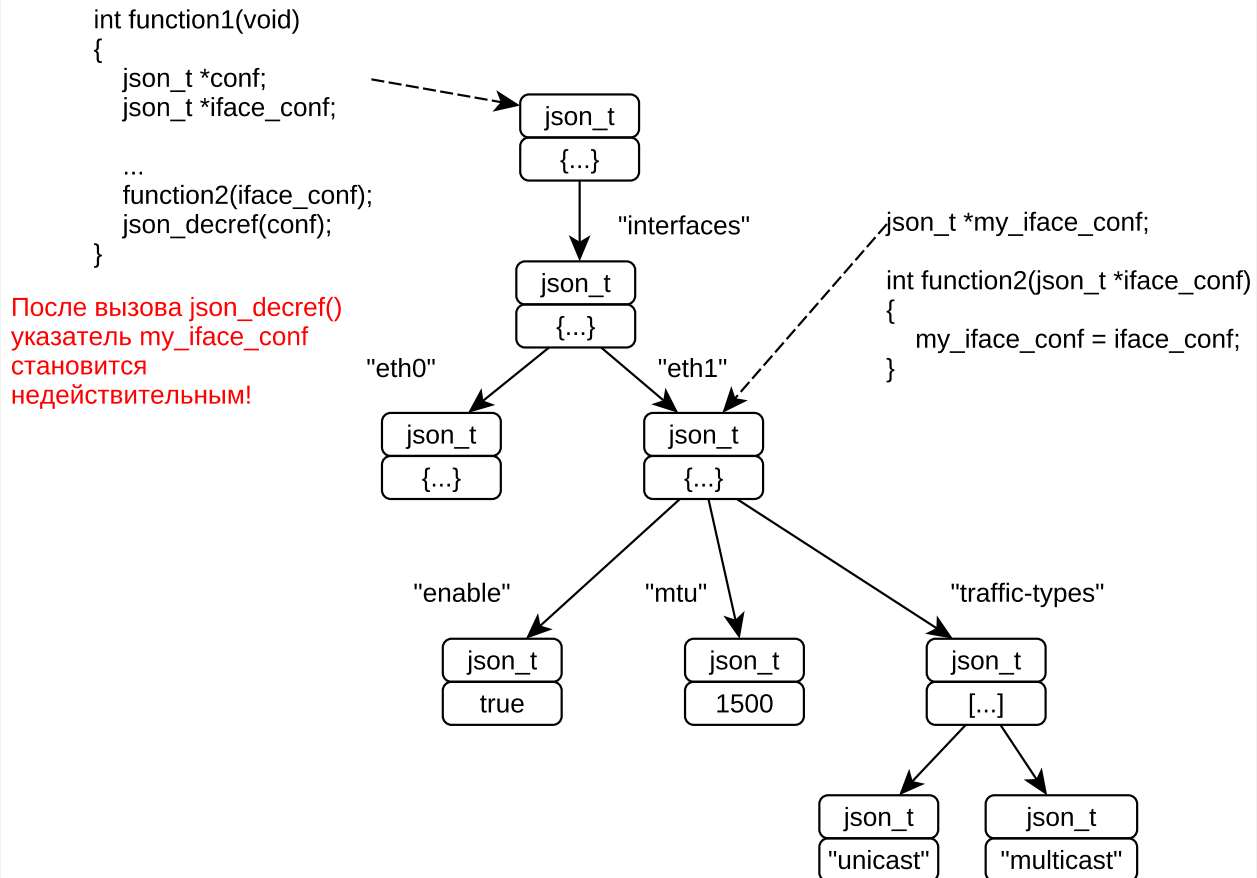 int function1(void)
{
json_t *conf;
json_t *iface_conf;
...
function2(iface_conf);
json_decref(conf);
}
После вызова json_decref()
указатель my_iface_conf
становится
недействительным!
json_t
{...}
"interfaces"
json_t
{...}
json_t *my_iface_conf;
int function2(json_t *iface_conf)
{
my_iface_conf = iface_conf;
}
"eth0"
"eth1"
json_t
{...}
json_t
{...}
"enable"
"mtu"
"traffic-types"
json_t
true
json_t
1500
json_t
[...]
json_t
"unicast"
json_t
"multicast"